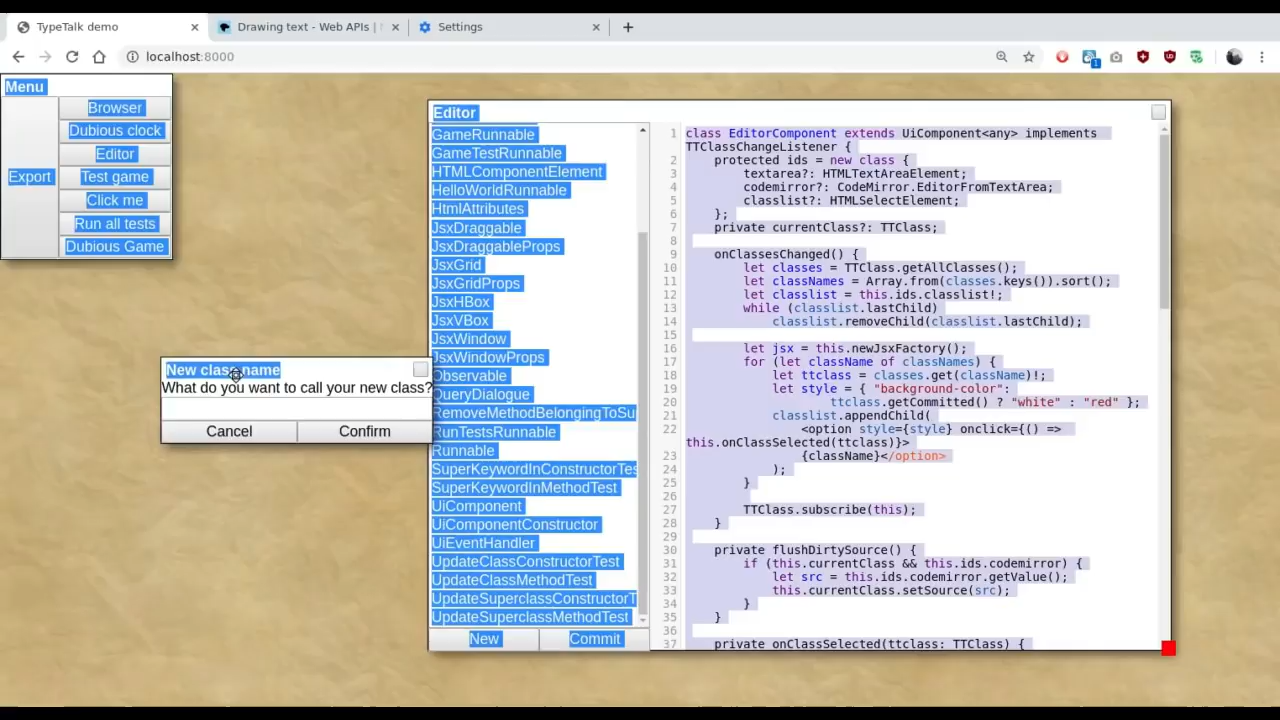 TypeTalk demo
Drawing text - Web APIs |
Settings
localhost:8000
1
Menu
Export
Browser
Dubious clock
Editor
Test game
Click me
Run all tests
Dubious Game
New class name
What do you want to call your new class?
Cancel
Confirm
Editor
GameRunnable
GameTestRunnable
HTMLComponentElement
HelloWorldRunnable
HtmlAttributes
JsxDraggable
JsxDraggableProps
JsxGrid
JsxGridProps
JsxHBox
JsxVBox
JsxWindow
JsxWindowProps
Observable
QueryDialogue
RemoveMethodBelongingToSu
RunTestsRunnable
Runnable
SuperKeywordInConstructorTes
SuperKeywordInMethodTest
UiComponent
UiComponentConstructor
UiEventHandler
UpdateClassConstructorTest
UpdateClassMethodTest
UpdateSuperclassConstructorT
UpdateSuperclassMethodTest
New
Commit
1 class EditorComponent extends UiComponent<any> implements
TTClassChangeListener {
2 protected ids = new class {
3 textarea?: HTMLTextAreaElement;
4 codemirror?: CodeMirror.EditorFromTextArea;
5 classlist?: HTMLSelectElement;
6 };
7 private currentClass?: TTClass;
8
9 onClassesChanged() {
10 let classes = TTClass.getAllClasses();
11 let classNames = Array.from(classes.keys()).sort();
12 let classlist = this.ids.classlist!;
13 while (classlist.lastChild)
14 classlist.removeChild(classlist.lastChild);
15
16 let jsx = this.newJsxFactory();
17 for (let className of classNames) {
18 let ttclass = classes.get(className)!;
19 let style = { "background-color":
20 ttclass.getCommitted() ? "white" : "red" };
21 classlist.appendChild(
22 <option style={style} onclick={() =>
this.onClassSelected(ttclass)}>
23 {className}</option>
24 );
25 }
26
27 TTClass.subscribe(this);
28 }
29
30 private flushDirtySource() {
31 if (this.currentClass && this.ids.codemirror) {
32 let src = this.ids.codemirror.getValue();
33 this.currentClass.setSource(src);
34 }
35 }
36
37 private onClassSelected(ttclass: TTClass) {